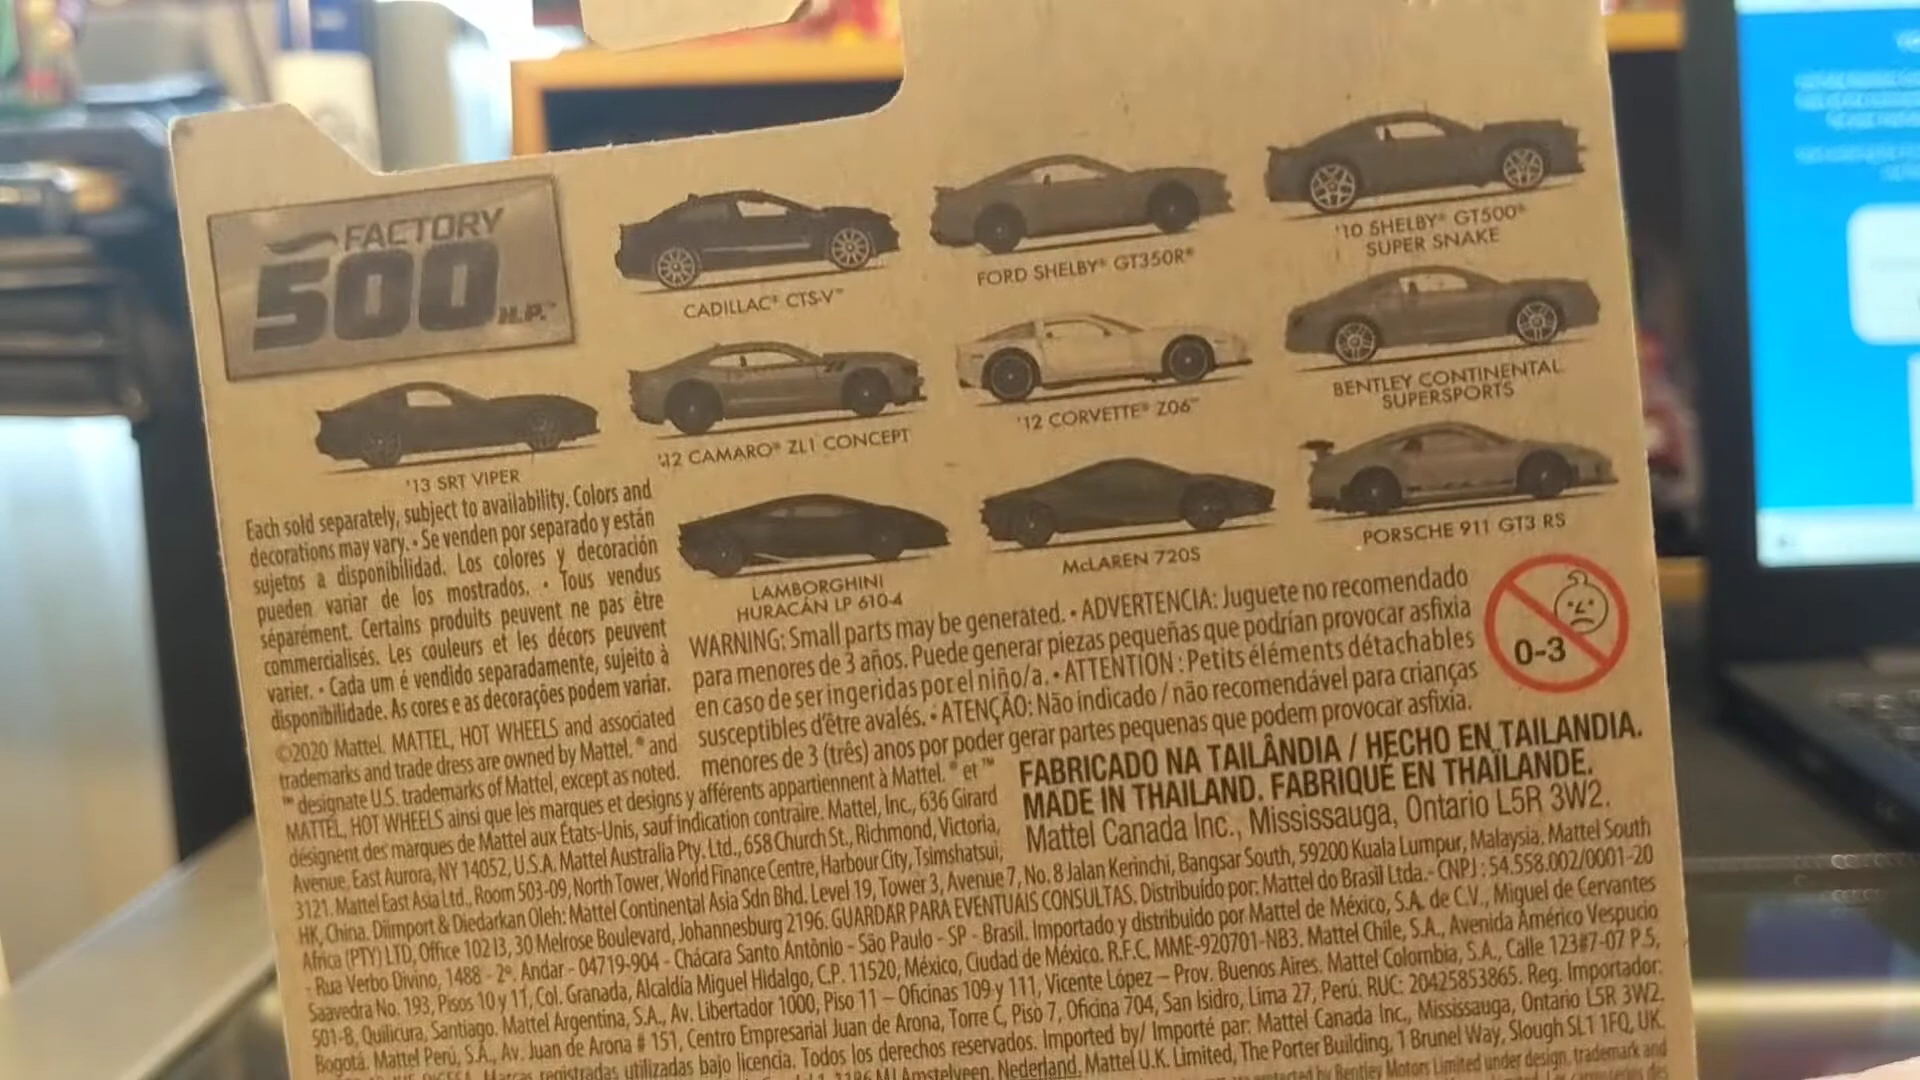 FACTORY
500
H.P.™
CADILLAC® CTS-V™
FORD SHELBY® GT350R®
'10 SHELBY® GT500®
SUPER SNAKE
'13 SRT VIPER
'12 CAMARO® ZL1 CONCEPT
'12 CORVETTE® Z06™
BENTLEY CONTINENTAL
SUPERSPORTS
LAMBORGHINI
HURACÁN LP 610-4
McLAREN 720S
PORSCHE 911 GT3 RS
Each sold separately, subject to availability. Colors and
decorations may vary. • Se venden por separado y están
sujetos a disponibilidad. Los colores y decoración
pueden variar de los mostrados. • Tous vendus
séparément. Certains produits peuvent ne pas être
commercialisés. Les couleurs et les décors peuvent
varier. • Cada um é vendido separadamente, sujeito à
disponibilidade. As cores e as decorações podem variar.
WARNING: Small parts may be generated. • ADVERTENCIA: Juguete no recomendado
para menores de 3 años. Puede generar piezas pequeñas que podrían provocar asfixia
en caso de ser ingeridas por el niño/a. • ATTENTION : Petits éléments détachables
susceptibles d'être avalés. • ATENÇÃO: Não indicado / não recomendável para crianças
menores de 3 (três) anos por poder gerar partes pequenas que podem provocar asfixia.
0-3
©2020 Mattel. MATTEL, HOT WHEELS and associated
trademarks and trade dress are owned by Mattel. ® and
™ designate U.S. trademarks of Mattel, except as noted.
MATTEL, HOT WHEELS ainsi que les marques et designs y afférents appartiennent à Mattel. ® et ™
désignent des marques de Mattel aux États-Unis, sauf indication contraire. Mattel, Inc., 636 Girard
Avenue, East Aurora, NY 14052, U.S.A. Mattel Australia Pty. Ltd., 658 Church St., Richmond, Victoria,
3121. Mattel East Asia Ltd., Room 503-09, North Tower, World Finance Centre, Harbour City, Tsimshatsui,
FABRICADO NA TAILÂNDIA / HECHO EN TAILANDIA.
MADE IN THAILAND. FABRIQUÉ EN THAÏLANDE.
Mattel Canada Inc., Mississauga, Ontario L5R 3W2.
HK, China. Diimport & Diedarkan Oleh: Mattel Continental Asia Sdn Bhd. Level 19, Tower 3, Avenue 7, No. 8 Jalan Kerinchi, Bangsar South, 59200 Kuala Lumpur, Malaysia. Mattel South
Africa (PTY) LTD, Office 102 I3, 30 Melrose Boulevard, Johannesburg 2196. GUARDAR PARA EVENTUAIS CONSULTAS. Distribuído por: Mattel do Brasil Ltda.- CNPJ : 54.558.002/0001-20
- Rua Verbo Divino, 1488 - 2º. Andar - 04719-904 - Chácara Santo Antônio - São Paulo - SP - Brasil. Importado y distribuido por Mattel de México, S.A. de C.V., Miguel de Cervantes
Saavedra No. 193, Pisos 10 y 11, Col. Granada, Alcaldía Miguel Hidalgo, C.P. 11520, México, Ciudad de México. R.F.C. MME-920701-NB3. Mattel Chile, S.A., Avenida Américo Vespucio
501-B, Quilicura, Santiago. Mattel Argentina, S.A., Av. Libertador 1000, Piso 11 – Oficinas 109 y 111, Vicente López – Prov. Buenos Aires. Mattel Colombia, S.A., Calle 123#7-07 P.5,
Bogotá. Mattel Perú, S.A., Av. Juan de Arona # 151, Centro Empresarial Juan de Arona, Torre C, Piso 7, Oficina 704, San Isidro, Lima 27, Perú. RUC: 20425853865. Reg. Importador:
Marcas registradas utilizadas bajo licencia. Todos los derechos reservados. Imported by/ Importé par: Mattel Canada Inc., Mississauga, Ontario L5R 3W2.
Amstelveen, Nederland. Mattel U.K. Limited, The Porter Building, 1 Brunel Way, Slough SL1 1FQ, UK.
by Bentley Motors Limited under design, trademark and